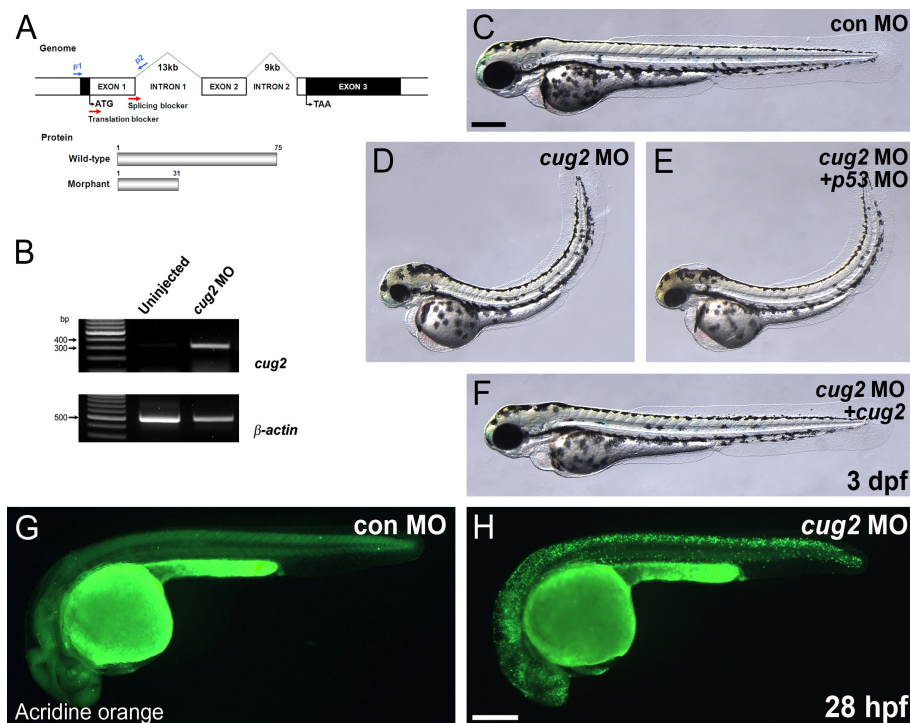 A
Genome
p1
p2
13kb
9kb
EXON 1
INTRON 1
EXON 2
INTRON 2
EXON 3
ATG
TAA
Splicing blocker
Translation blocker
Protein
1
75
Wild-type
1
31
Morphant
B
Uninjected
cug2 MO
bp
400
300
cug2
500
β-actin
C
con MO
D
cug2 MO
E
cug2 MO
+p53 MO
F
cug2 MO
+cug2
3 dpf
G
con MO
Acridine orange
H
cug2 MO
28 hpf